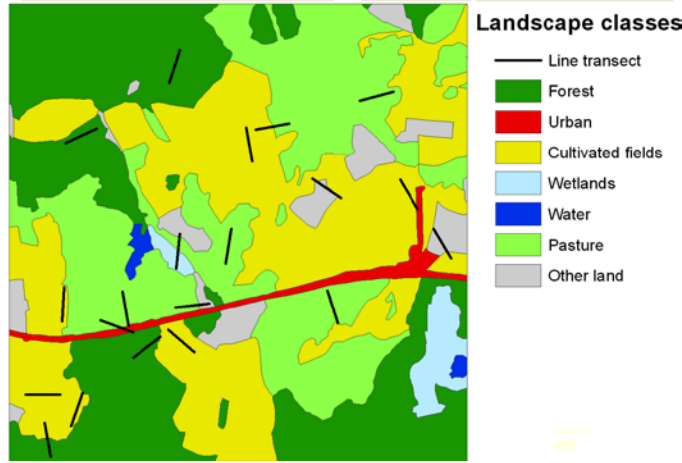 Landscape classes
Line transect
Forest
Urban
Cultivated fields
Wetlands
Water
Pasture
Other land